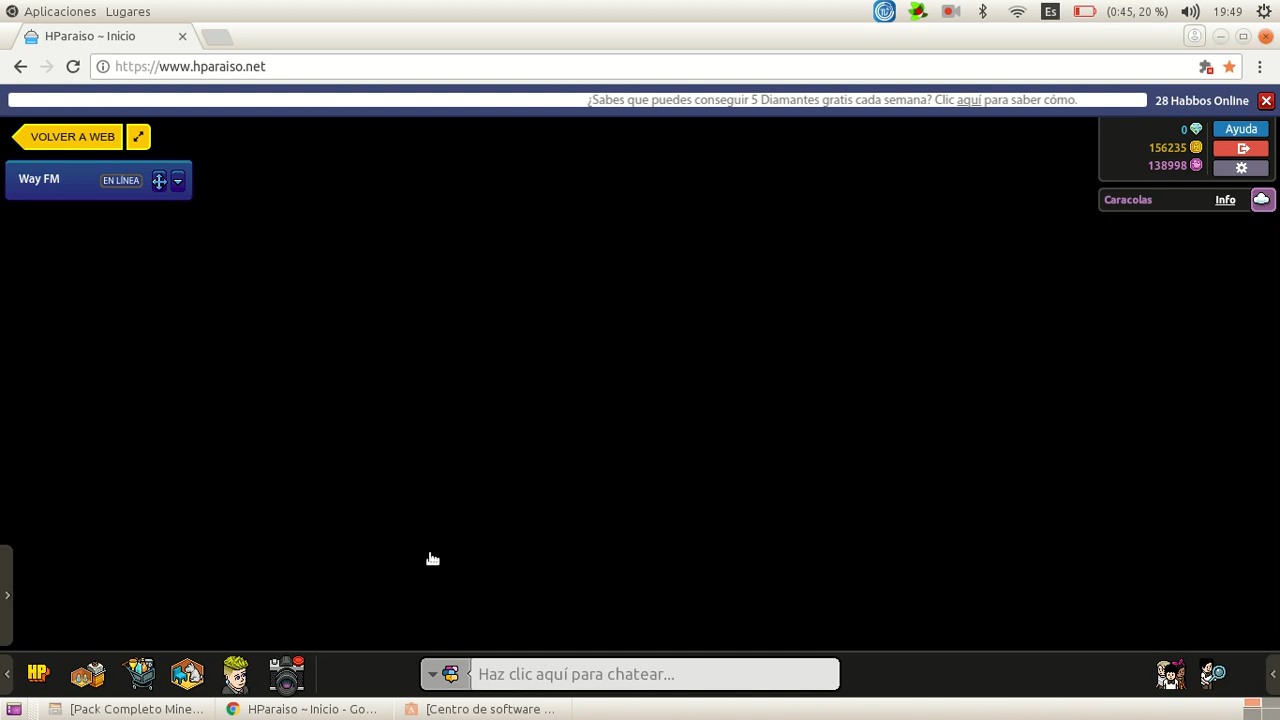 Aplicaciones Lugares
Es (0:45, 20 %) 19:49
HParaiso ~ Inicio
https://www.hparaiso.net
¿Sabes que puedes conseguir 5 Diamantes gratis cada semana? Clic aquí para saber cómo. 28 Habbos Online
VOLVER A WEB
0 Ayuda
156235
138998
Way FM EN LÍNEA
Caracolas Info
HP Haz clic aquí para chatear...
[Pack Completo Mine... HParaiso ~ Inicio - Go... [Centro de software ...